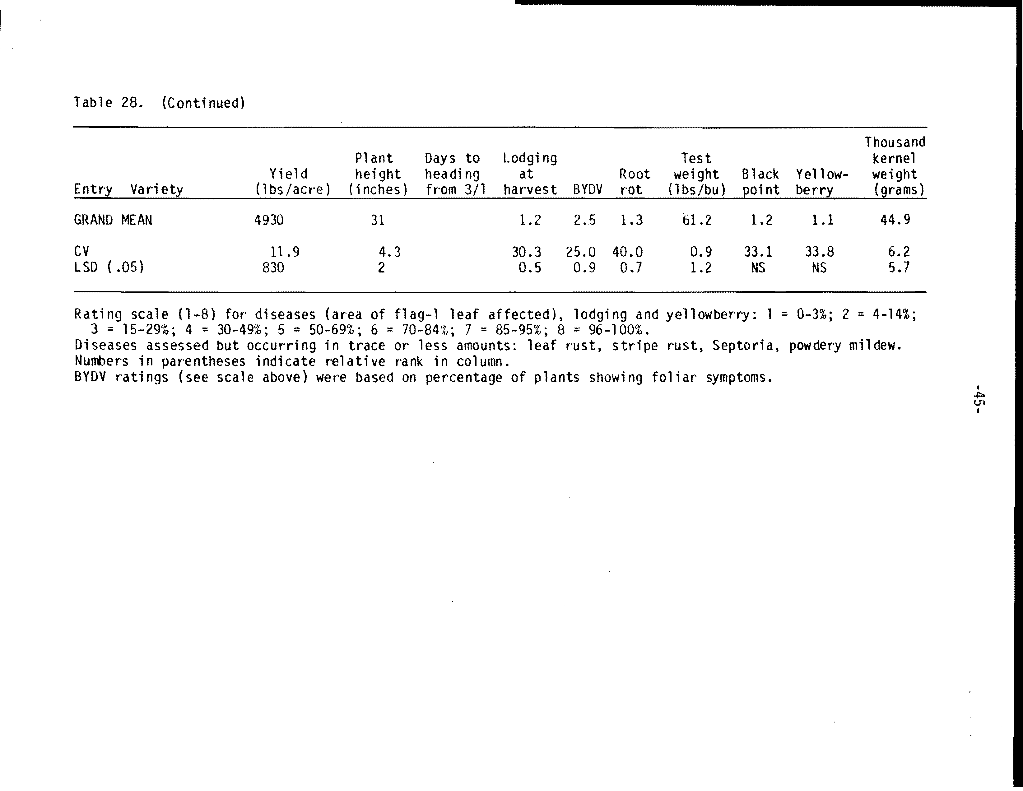 Table 28. (Continued)
Thousand
Plant Days to Lodging Test kernel
Yield height heading at Root weight Black Yellow- weight
Entry Variety (lbs/acre) (inches) from 3/1 harvest BYDV rot (lbs/bu) point berry (grams)
GRAND MEAN 4930 31 1.2 2.5 1.3 61.2 1.2 1.1 44.9
CV 11.9 4.3 30.3 25.0 40.0 0.9 33.1 33.8 6.2
LSD (.05) 830 2 0.5 0.9 0.7 1.2 NS NS 5.7
Rating scale (1-8) for diseases (area of flag-1 leaf affected), lodging and yellowberry: 1 = 0-3%; 2 = 4-14%;
3 = 15-29%; 4 = 30-49%; 5 = 50-69%; 6 = 70-84%; 7 = 85-95%; 8 = 96-100%.
Diseases assessed but occurring in trace or less amounts: leaf rust, stripe rust, Septoria, powdery mildew.
Numbers in parentheses indicate relative rank in column.
BYDV ratings (see scale above) were based on percentage of plants showing foliar symptoms.
-45-